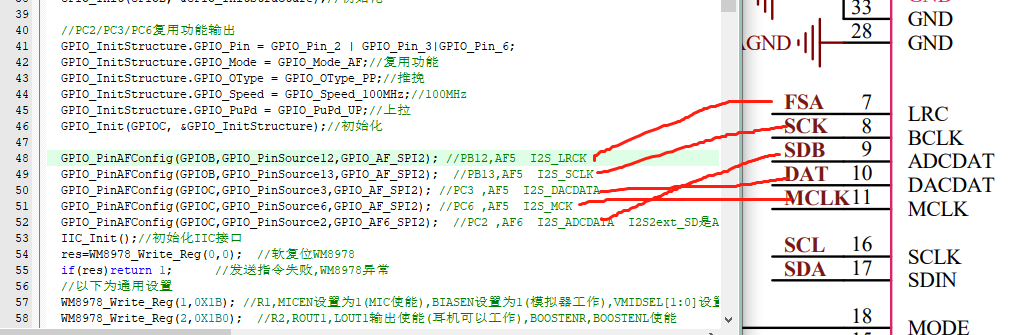 39
40 //PC2/PC3/PC6复用功能输出
41 GPIO_InitStructure.GPIO_Pin = GPIO_Pin_2 | GPIO_Pin_3|GPIO_Pin_6;
42 GPIO_InitStructure.GPIO_Mode = GPIO_Mode_AF;//复用功能
43 GPIO_InitStructure.GPIO_OType = GPIO_OType_PP;//推挽
44 GPIO_InitStructure.GPIO_Speed = GPIO_Speed_100MHz;//100MHz
45 GPIO_InitStructure.GPIO_PuPd = GPIO_PuPd_UP;//上拉
46 GPIO_Init(GPIOC, &GPIO_InitStructure);//初始化
47
48 GPIO_PinAFConfig(GPIOB,GPIO_PinSource12,GPIO_AF_SPI2); //PB12,AF5 I2S_LRCK
49 GPIO_PinAFConfig(GPIOB,GPIO_PinSource13,GPIO_AF_SPI2); //PB13,AF5 I2S_SCLK
50 GPIO_PinAFConfig(GPIOC,GPIO_PinSource3,GPIO_AF_SPI2); //PC3 ,AF5 I2S_DACDATA
51 GPIO_PinAFConfig(GPIOC,GPIO_PinSource6,GPIO_AF_SPI2); //PC6 ,AF5 I2S_MCK
52 GPIO_PinAFConfig(GPIOC,GPIO_PinSource2,GPIO_AF6_SPI2); //PC2 ,AF6 I2S_ADCDATA I2S2ext_SD是A
53 IIC_Init();//初始化IIC接口
54 res=WM8978_Write_Reg(0,0); //软复位WM8978
55 if(res)return 1; //发送指令失败,WM8978异常
56 //以下为通用设置
57 WM8978_Write_Reg(1,0X1B); //R1,MICEN设置为1(MIC使能),BIASEN设置为1(模拟器工作),VMIDSEL[1:0]设置
58 WM8978_Write_Reg(2,0X1B0); //R2,ROUT1,LOUT1输出使能(耳机可以工作),BOOSTENR,BOOSTENL使能
33 GND
AGND 28 GND
FSA 7 LRC
SCK 8 BCLK
SDB 9 ADCDAT
DAT 10 DACDAT
MCLK 11 MCLK
SCL 16 SCLK
SDA 17 SDIN
18 MODE